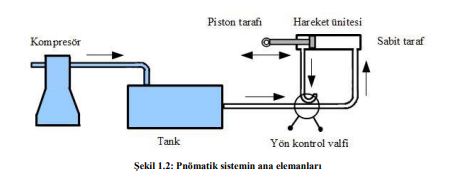 Piston tarafı
Hareket ünitesi
Kompresör
Sabit taraf
Tank
Yön kontrol valfi
Şekil 1.2: Pnömatik sistemin ana elemanları